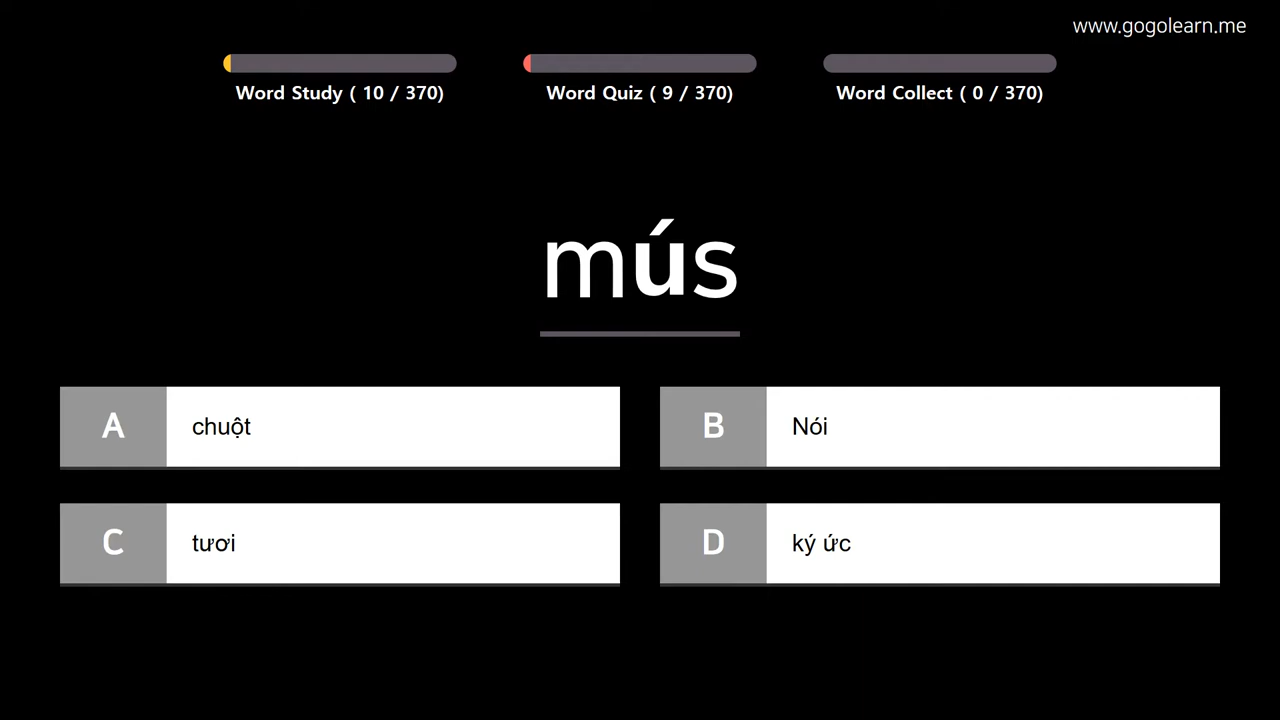 www.gogolearn.me
Word Study ( 10 / 370)
Word Quiz ( 9 / 370)
Word Collect ( 0 / 370)
mús
A chuột
B Nói
C tươi
D ký ức